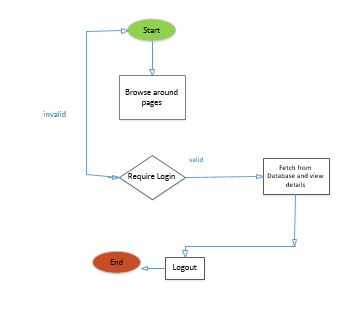 Start
Browse around
pages
invalid
valid
Require Login
Fetch from
Database and view
details
End
Logout